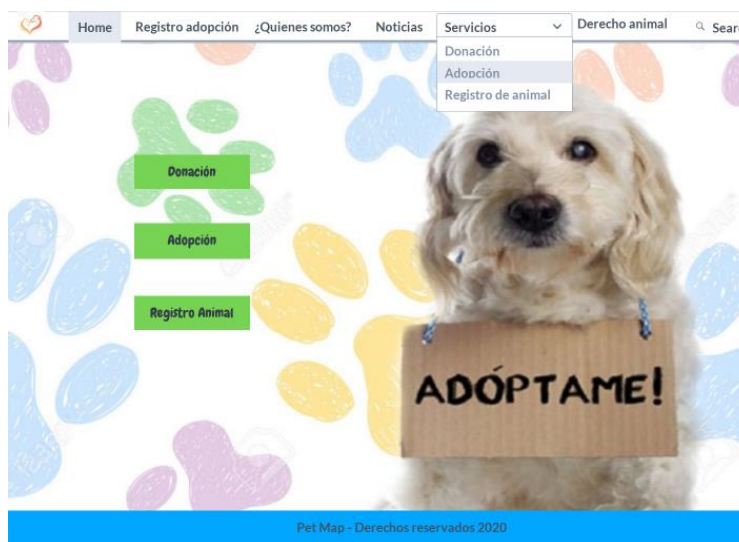 Home
Registro adopción
¿Quienes somos?
Noticias
Servicios
Derecho animal
Sear
Donación
Adopción
Registro de animal
Donación
Adopción
Registro Animal
ADÓPTAME!
Pet Map - Derechos reservados 2020